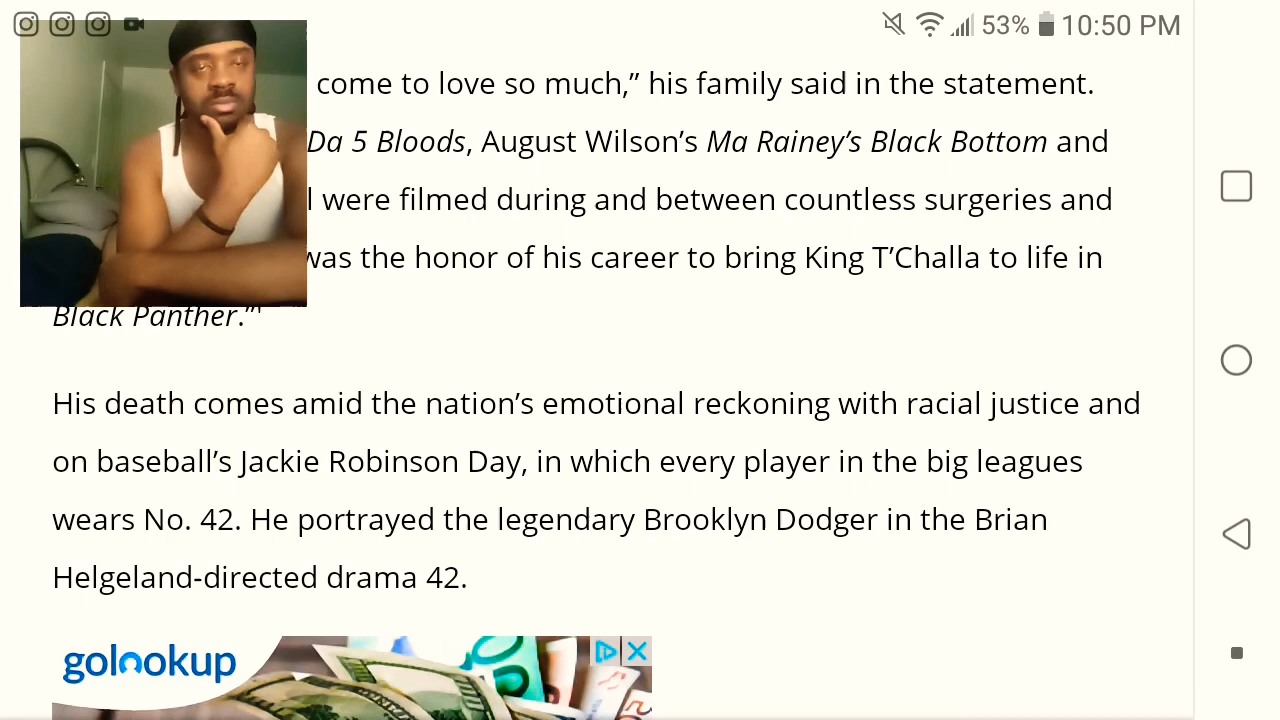 53% 10:50 PM
come to love so much,” his family said in the statement.
Da 5 Bloods, August Wilson’s Ma Rainey’s Black Bottom and
l were filmed during and between countless surgeries and
was the honor of his career to bring King T’Challa to life in
Black Panther.”
His death comes amid the nation’s emotional reckoning with racial justice and
on baseball’s Jackie Robinson Day, in which every player in the big leagues
wears No. 42. He portrayed the legendary Brooklyn Dodger in the Brian
Helgeland-directed drama 42.
golookup